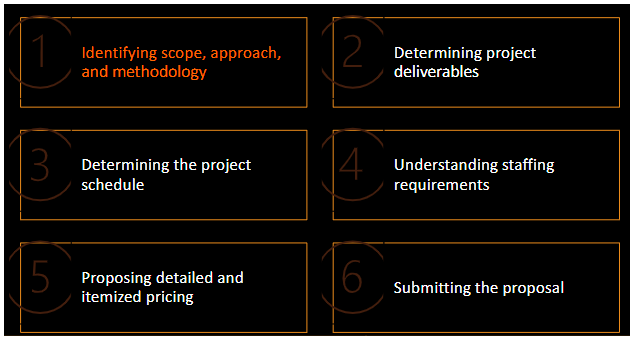 1
Identifying scope, approach,
and methodology
2
Determining project
deliverables
3
Determining the project
schedule
4
Understanding staffing
requirements
5
Proposing detailed and
itemized pricing
6
Submitting the proposal